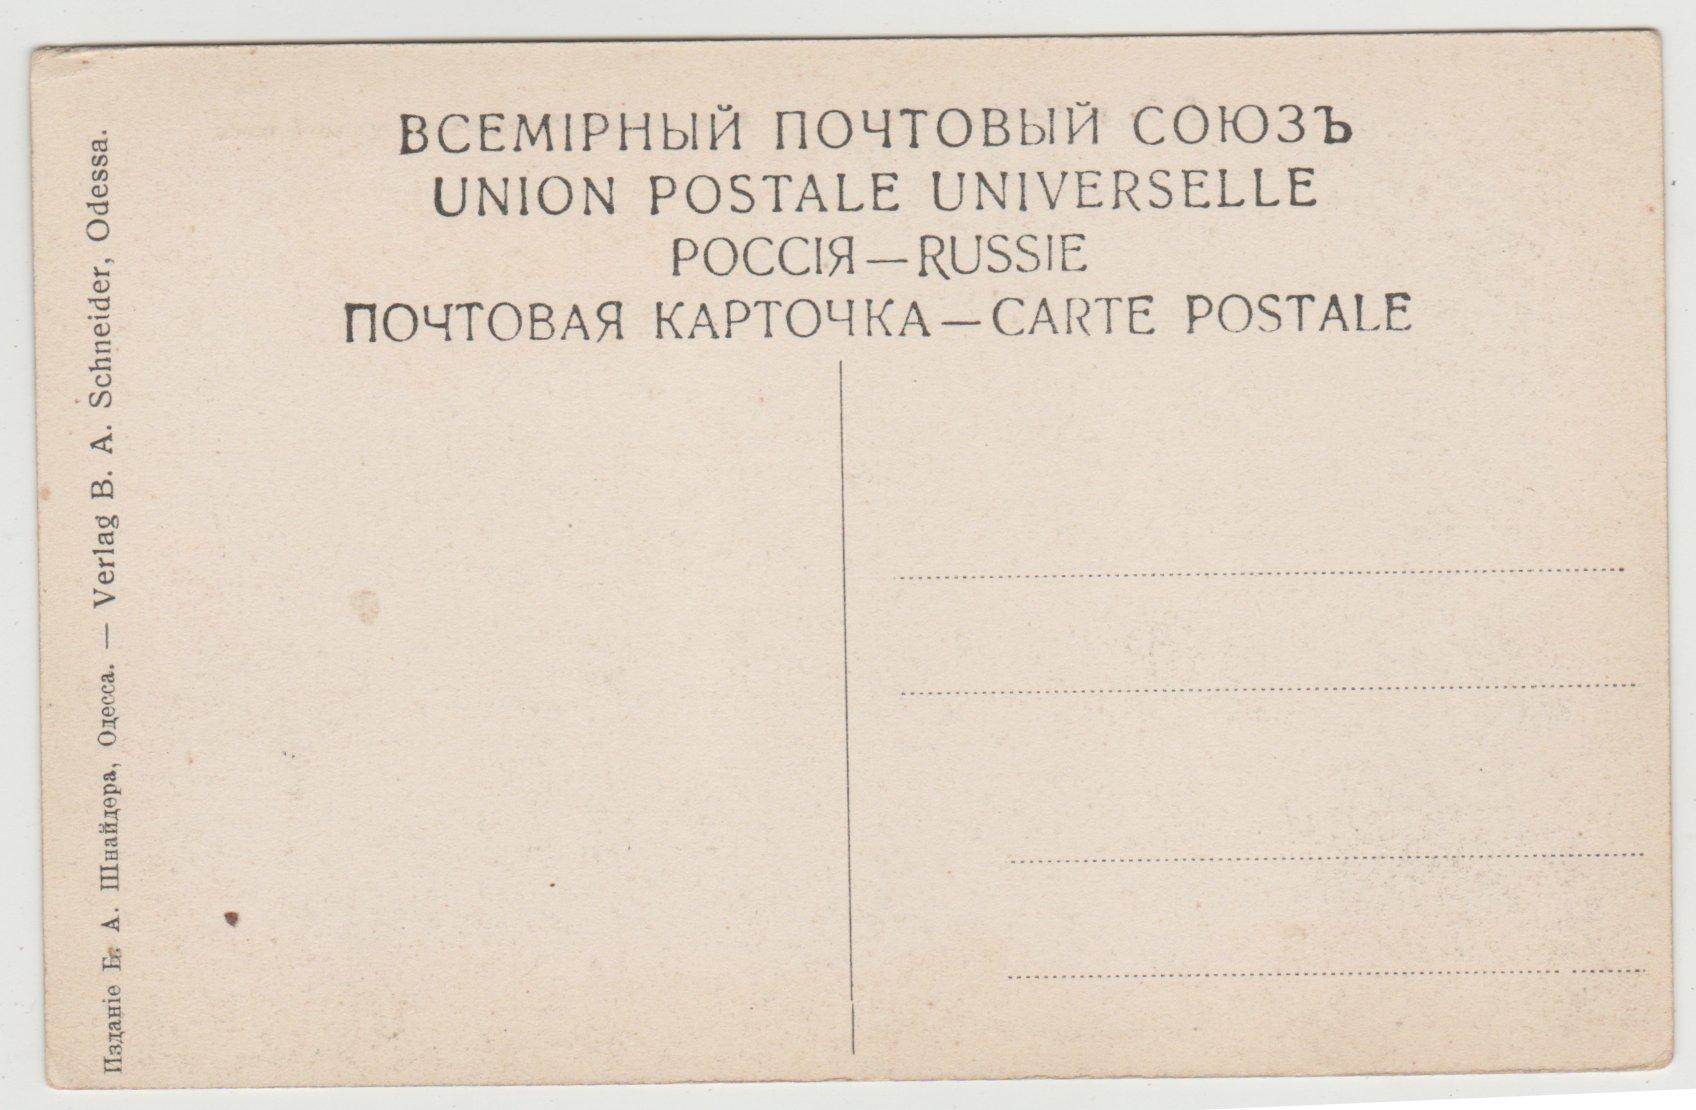 ВСЕМІРНЫЙ ПОЧТОВЫЙ СОЮЗЪ
UNION POSTALE UNIVERSELLE
РОССІЯ—RUSSIE
ПОЧТОВАЯ КАРТОЧКА—CARTE POSTALE
Изданіе Б. А. Шнайдера, Одесса. — Verlag B. A. Schneider, Odessa.